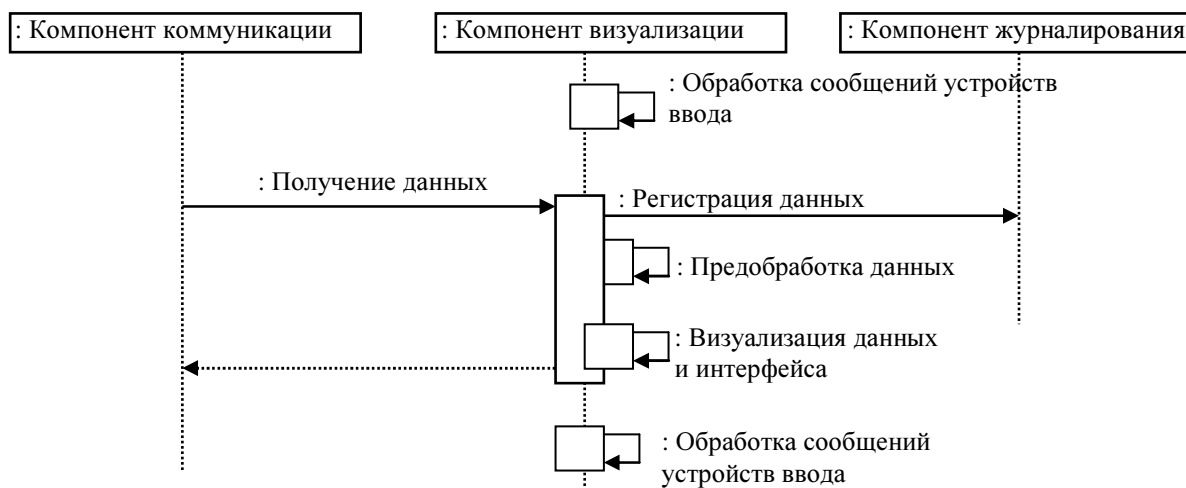 : Компонент коммуникации
: Компонент визуализации
: Компонент журналирования
: Обработка сообщений устройств
ввода
: Получение данных
: Регистрация данных
: Предобработка данных
: Визуализация данных
и интерфейса
: Обработка сообщений
устройств ввода